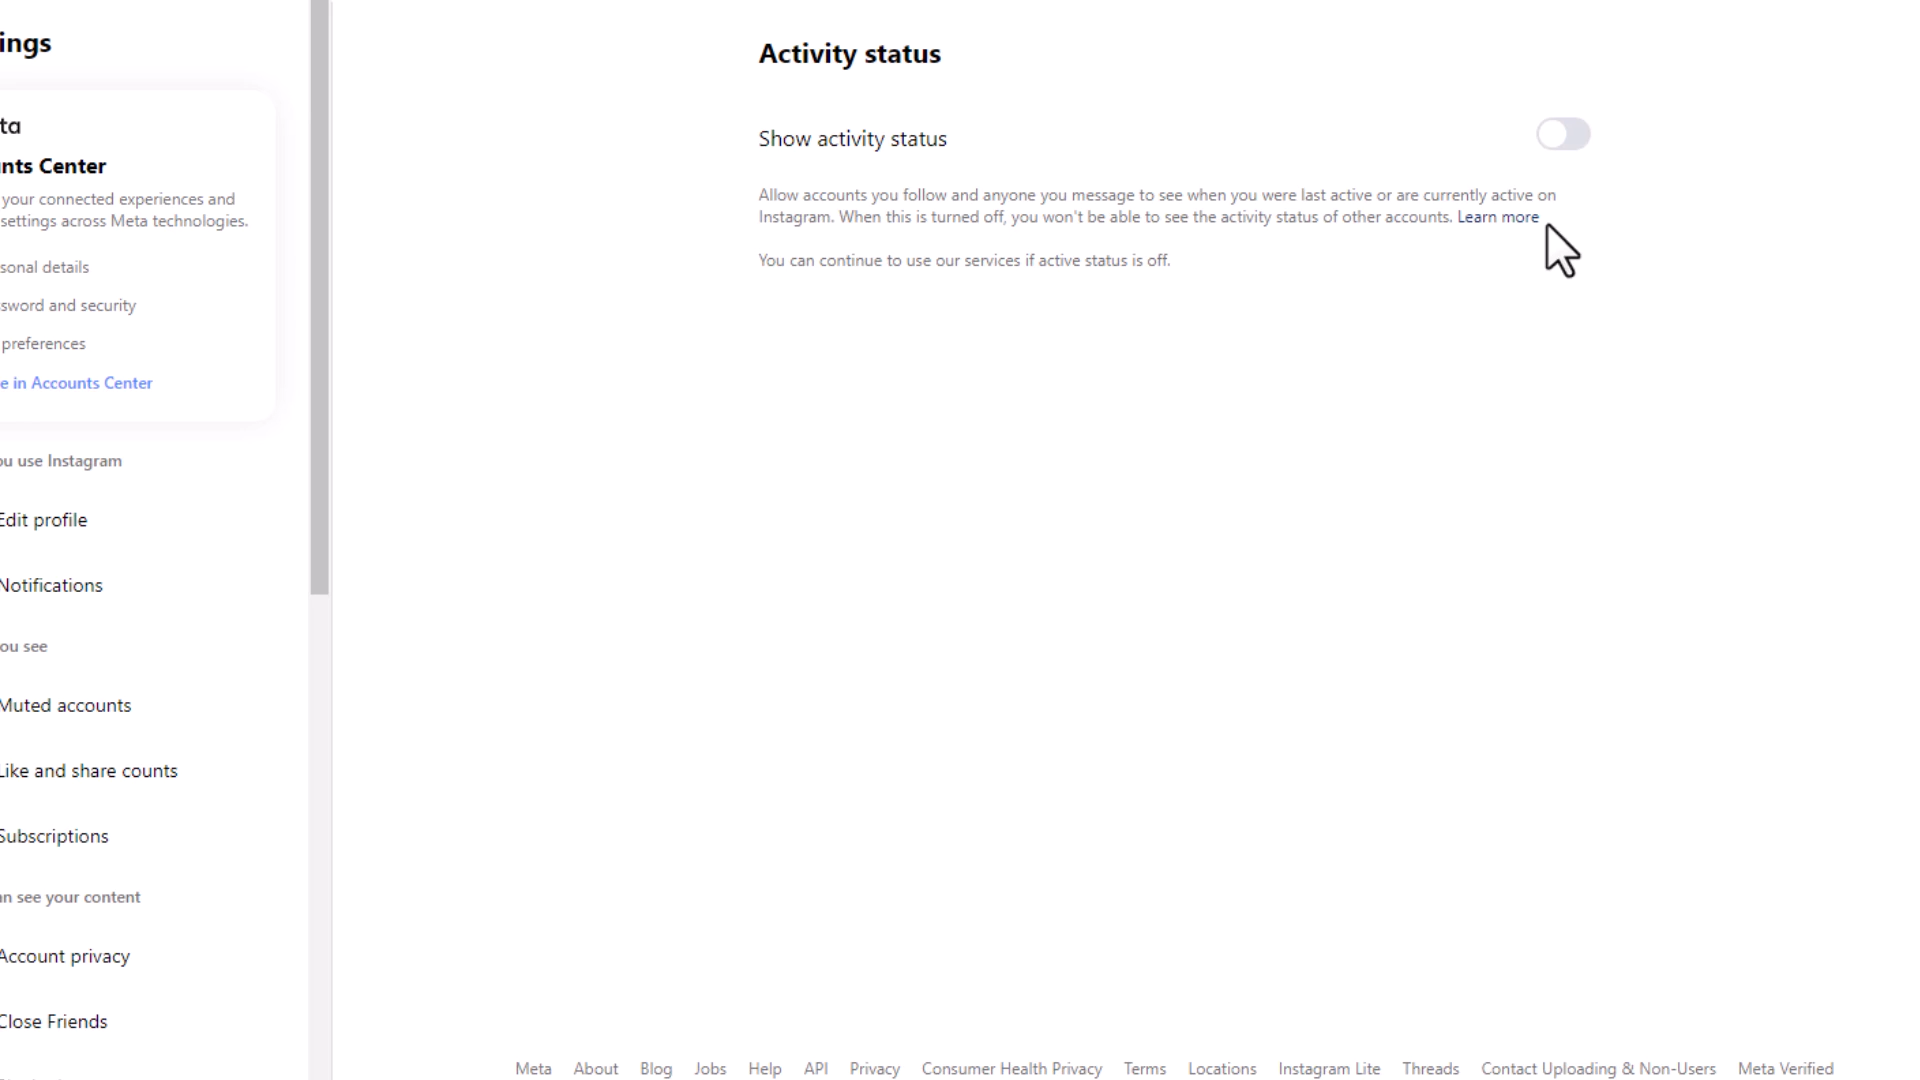 ings
ta
nts Center
your connected experiences and
settings across Meta technologies.
sonal details
sword and security
preferences
e in Accounts Center
ou use Instagram
Edit profile
Notifications
ou see
Muted accounts
Like and share counts
Subscriptions
an see your content
Account privacy
Close Friends
Activity status
Show activity status
Allow accounts you follow and anyone you message to see when you were last active or are currently active on
Instagram. When this is turned off, you won't be able to see the activity status of other accounts. Learn more
You can continue to use our services if active status is off.
Meta About Blog Jobs Help API Privacy Consumer Health Privacy Terms Locations Instagram Lite Threads Contact Uploading & Non-Users Meta Verified